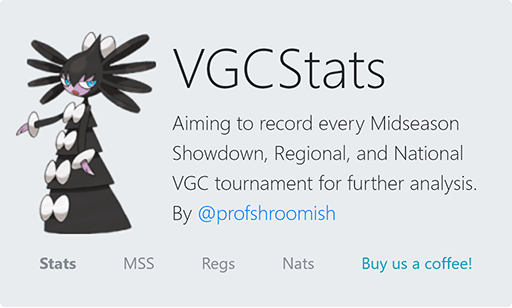 VGCStats
Aiming to record every Midseason
Showdown, Regional, and National
VGC tournament for further analysis.
By @profshroomish
Stats MSS Regs Nats Buy us a coffee!